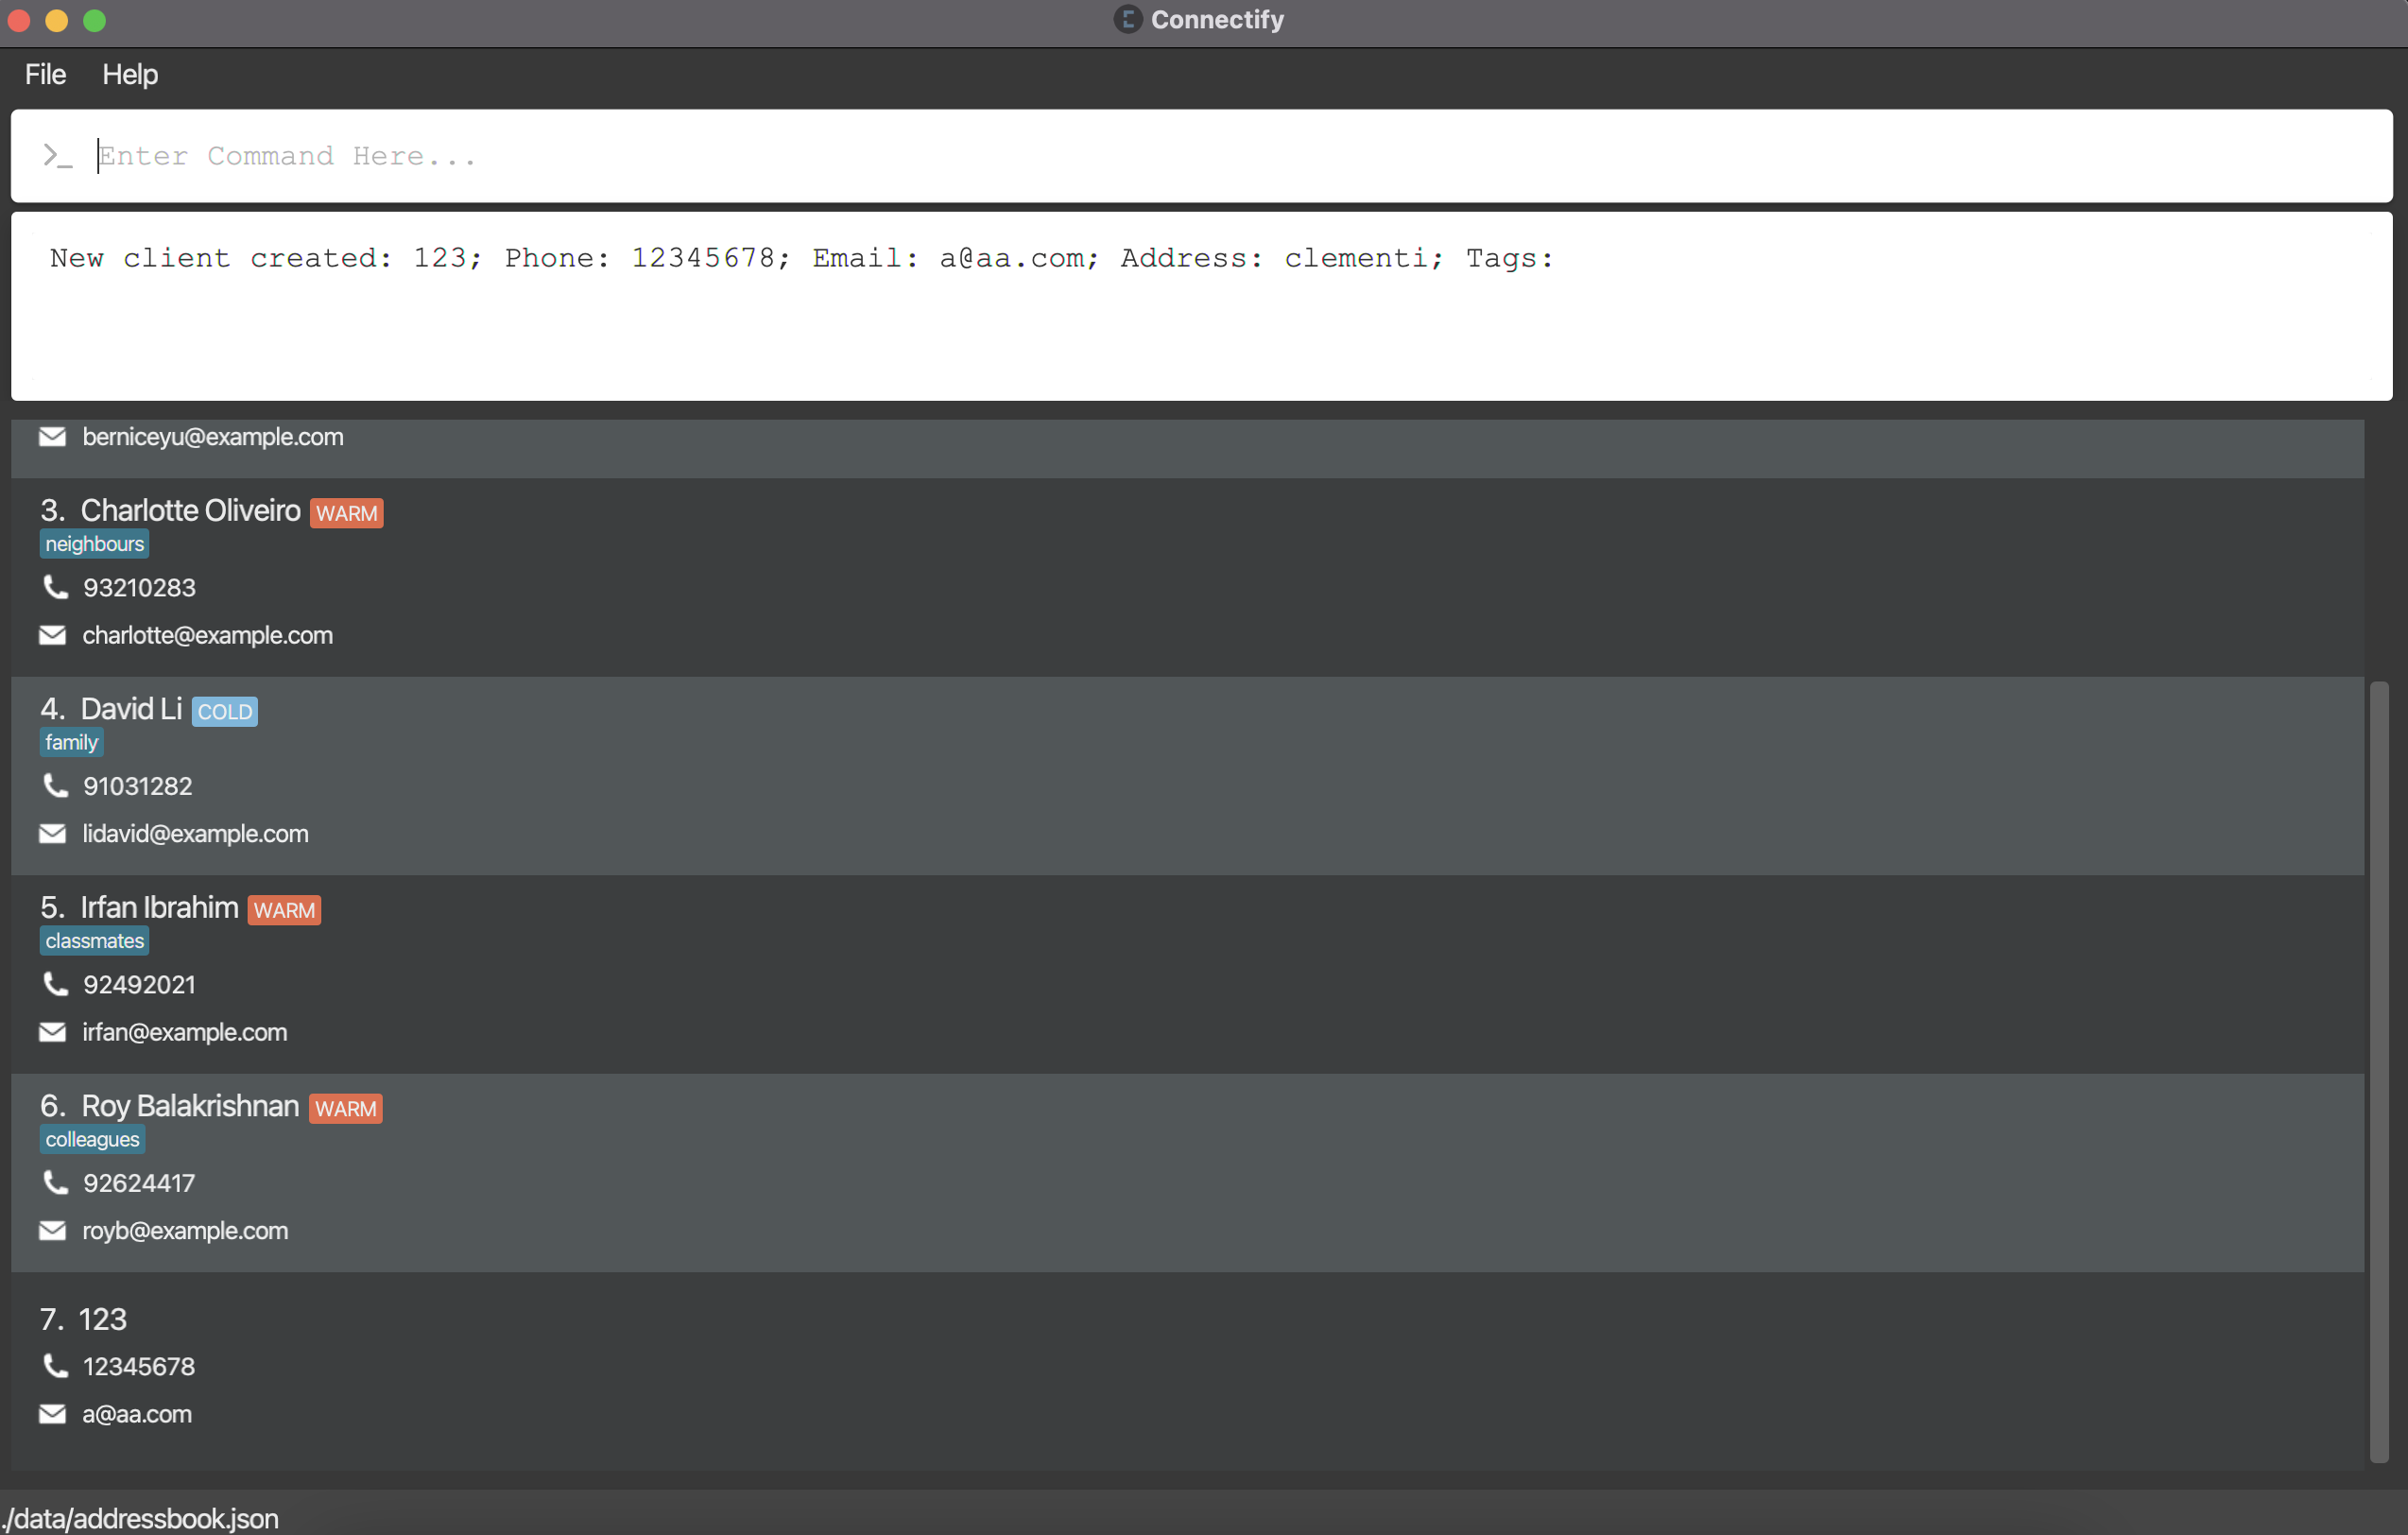 Connectify
File Help
>_ Enter Command Here...
New client created: 123; Phone: 12345678; Email: a@aa.com; Address: clementi; Tags:
berniceyu@example.com
3. Charlotte Oliveiro WARM
neighbours
93210283
charlotte@example.com
4. David Li COLD
family
91031282
lidavid@example.com
5. Irfan Ibrahim WARM
classmates
92492021
irfan@example.com
6. Roy Balakrishnan WARM
colleagues
92624417
royb@example.com
7. 123
12345678
a@aa.com
./data/addressbook.json